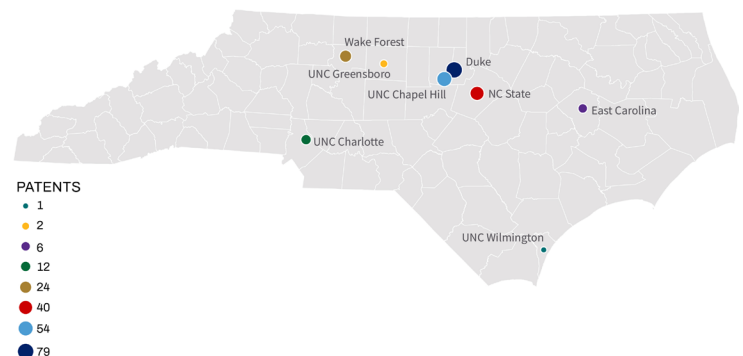 Wake Forest
UNC Greensboro
Duke
UNC Chapel Hill
NC State
East Carolina
UNC Charlotte
UNC Wilmington
PATENTS
1
2
6
12
24
40
54
79